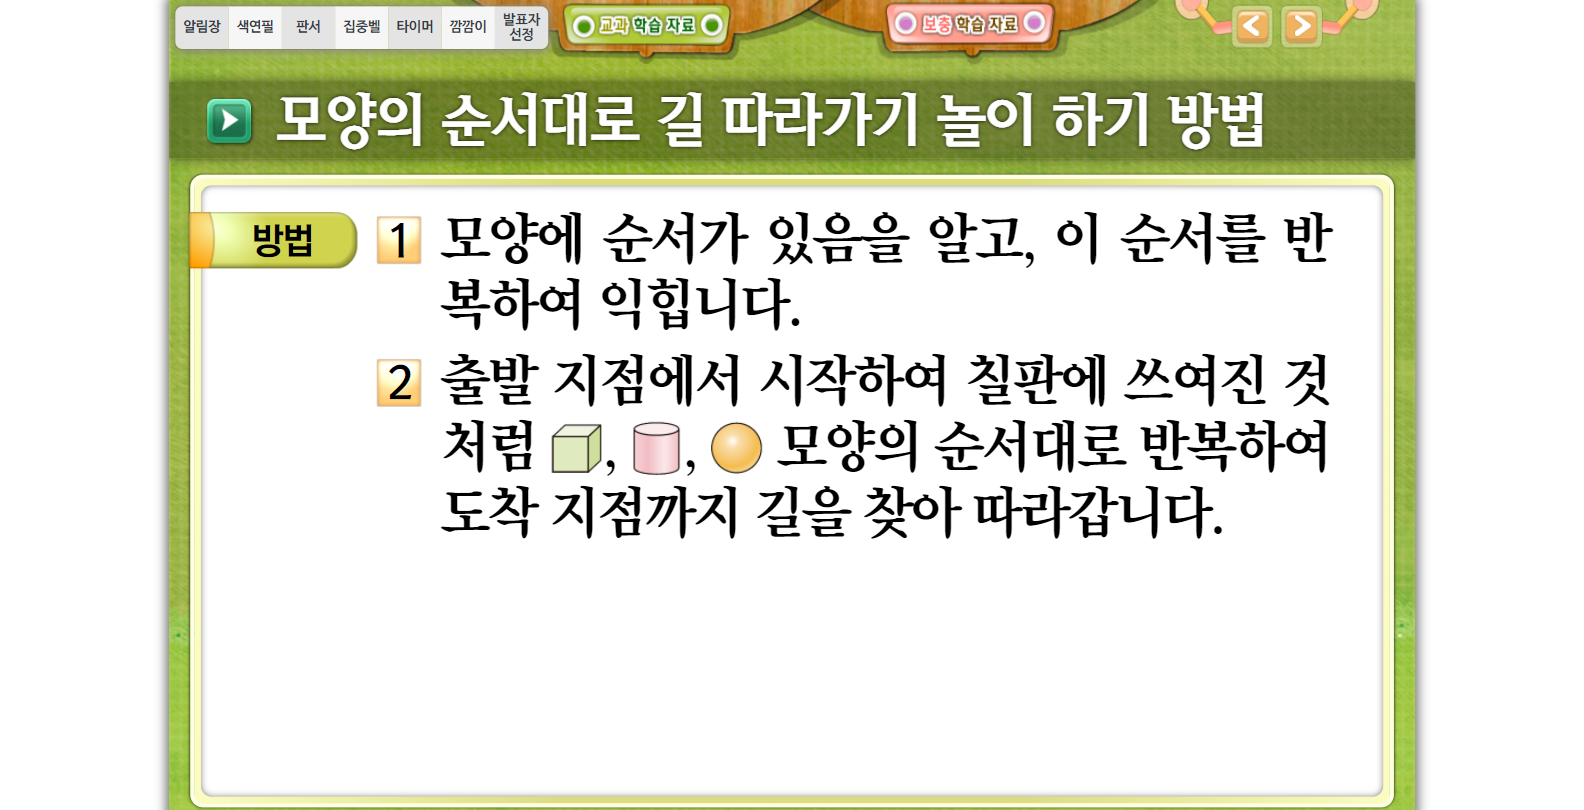 알림장 색연필 판서 집중벨 타이머 깜깜이 발표자 선정
교과 학습 자료
보충 학습 자료
모양의 순서대로 길 따라가기 놀이 하기 방법
방법
1 모양에 순서가 있음을 알고, 이 순서를 반
복하여 익힙니다.
2 출발 지점에서 시작하여 칠판에 쓰여진 것
처럼 , , 모양의 순서대로 반복하여
도착 지점까지 길을 찾아 따라갑니다.